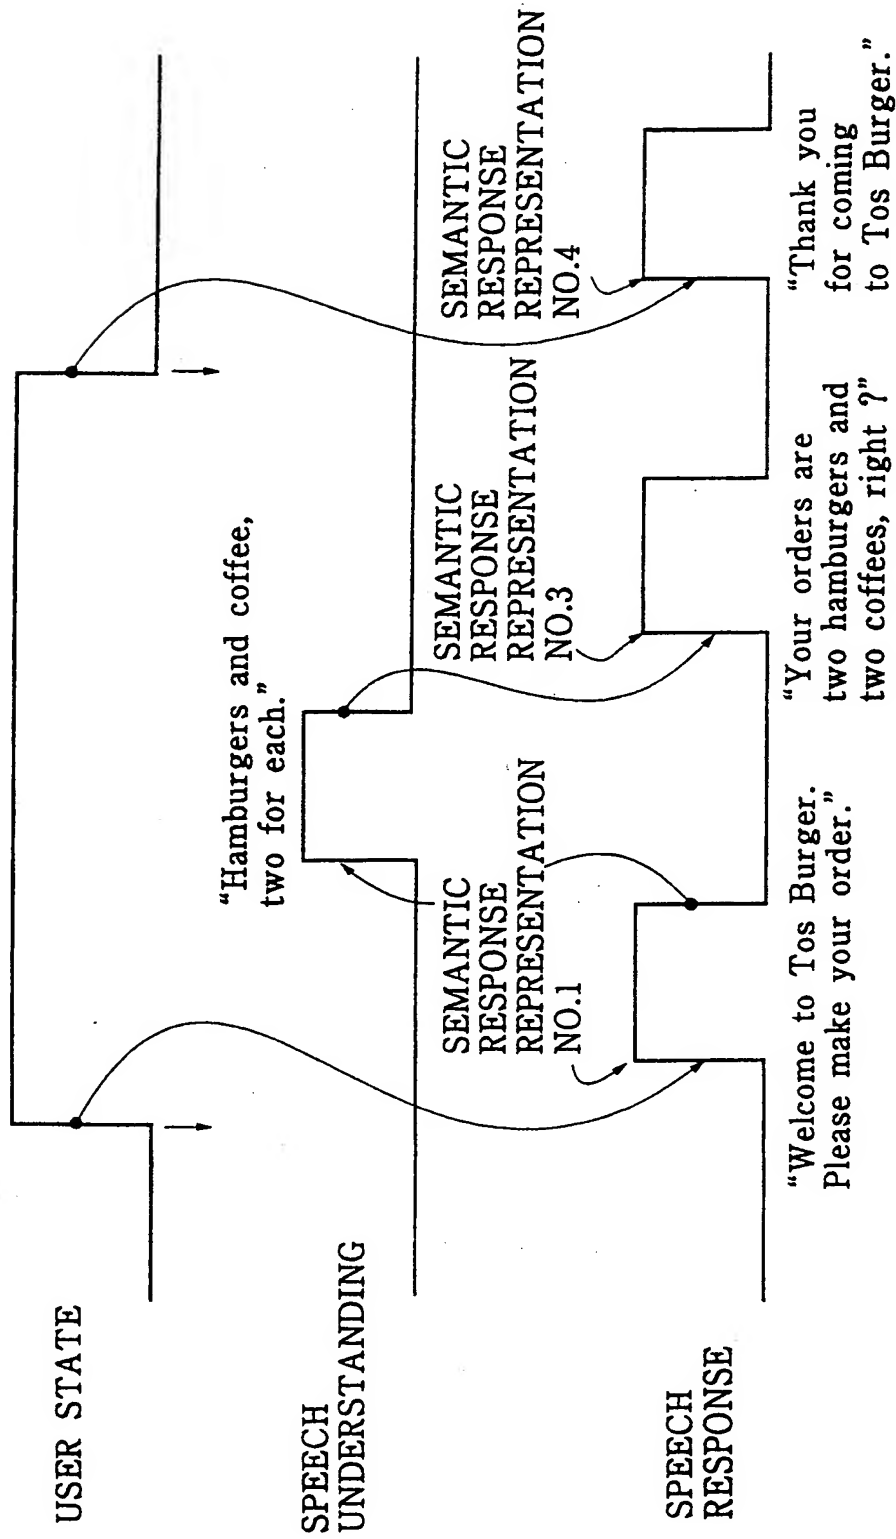 USER STATE
"Hamburgers and coffee,
two for each."
SPEECH
UNDERSTANDING
SEMANTIC
RESPONSE
REPRESENTATION
NO.1
SEMANTIC
RESPONSE
REPRESENTATION
NO.3
SEMANTIC
RESPONSE
REPRESENTATION
NO.4
SPEECH
RESPONSE
"Welcome to Tos Burger.
Please make your order."
"Your orders are
two hamburgers and
two coffees, right ?"
"Thank you
for coming
to Tos Burger."